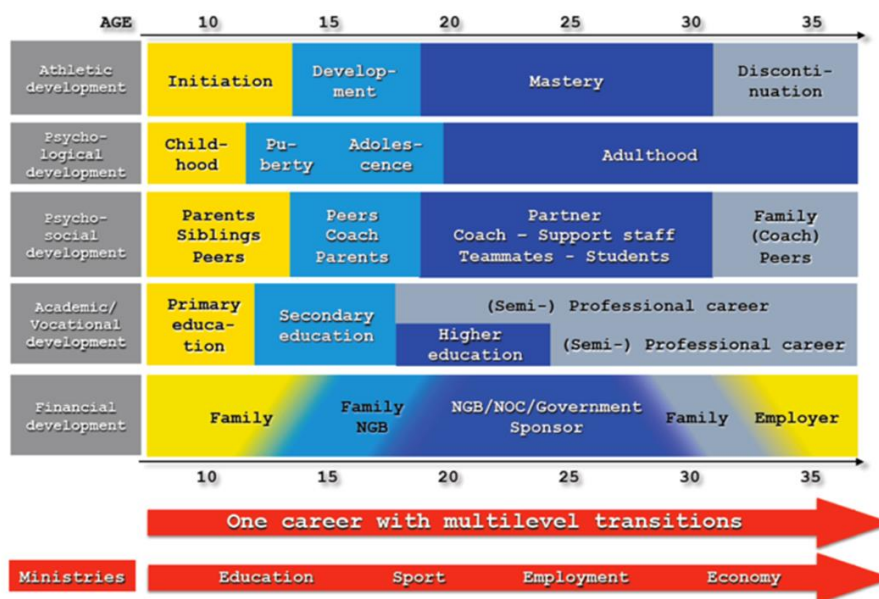 AGE 10 15 20 25 30 35
Athletic
development
Initiation
Develop-
ment
Mastery
Disconti-
nuation
Psycho-
logical
development
Child-
hood
Pu-
berty
Adoles-
cence
Adulthood
Psycho-
social
development
Parents
Siblings
Peers
Peers
Coach
Parents
Partner
Coach - Support staff
Teammates - Students
Family
(Coach)
Peers
Academic/
Vocational
development
Primary
educa-
tion
Secondary
education
(Semi-) Professional career
Higher
education
(Semi-) Professional career
Financial
development
Family
Family
NGB
NGB/NOC/Government
Sponsor
Family
Employer
10 15 20 25 30 35
One career with multilevel transitions
Ministries
Education Sport Employment Economy